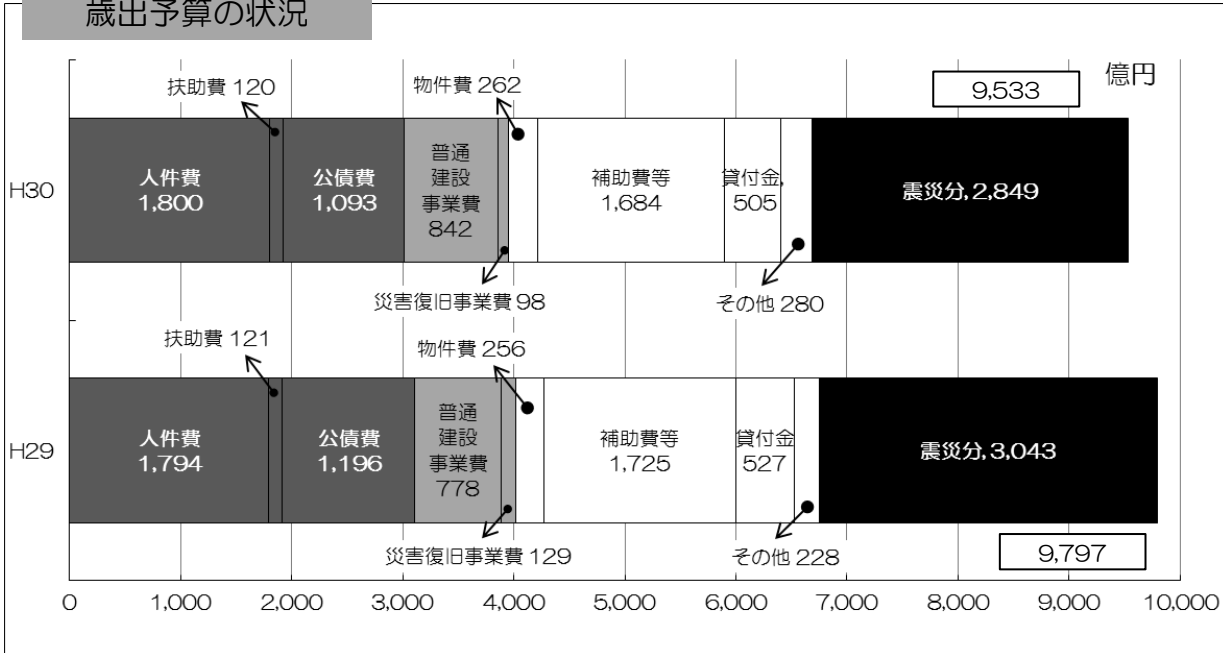 歳出予算の状況
億円
扶助費 120
物件費 262
9,533
H30
人件費
1,800
公債費
1,093
普通
建設
事業費
842
補助費等
1,684
貸付金,
505
震災分,2,849
災害復旧事業費 98
その他 280
扶助費 121
物件費 256
H29
人件費
1,794
公債費
1,196
普通
建設
事業費
778
補助費等
1,725
貸付金
527
震災分,3,043
災害復旧事業費 129
その他 228
9,797
0 1,000 2,000 3,000 4,000 5,000 6,000 7,000 8,000 9,000 10,000